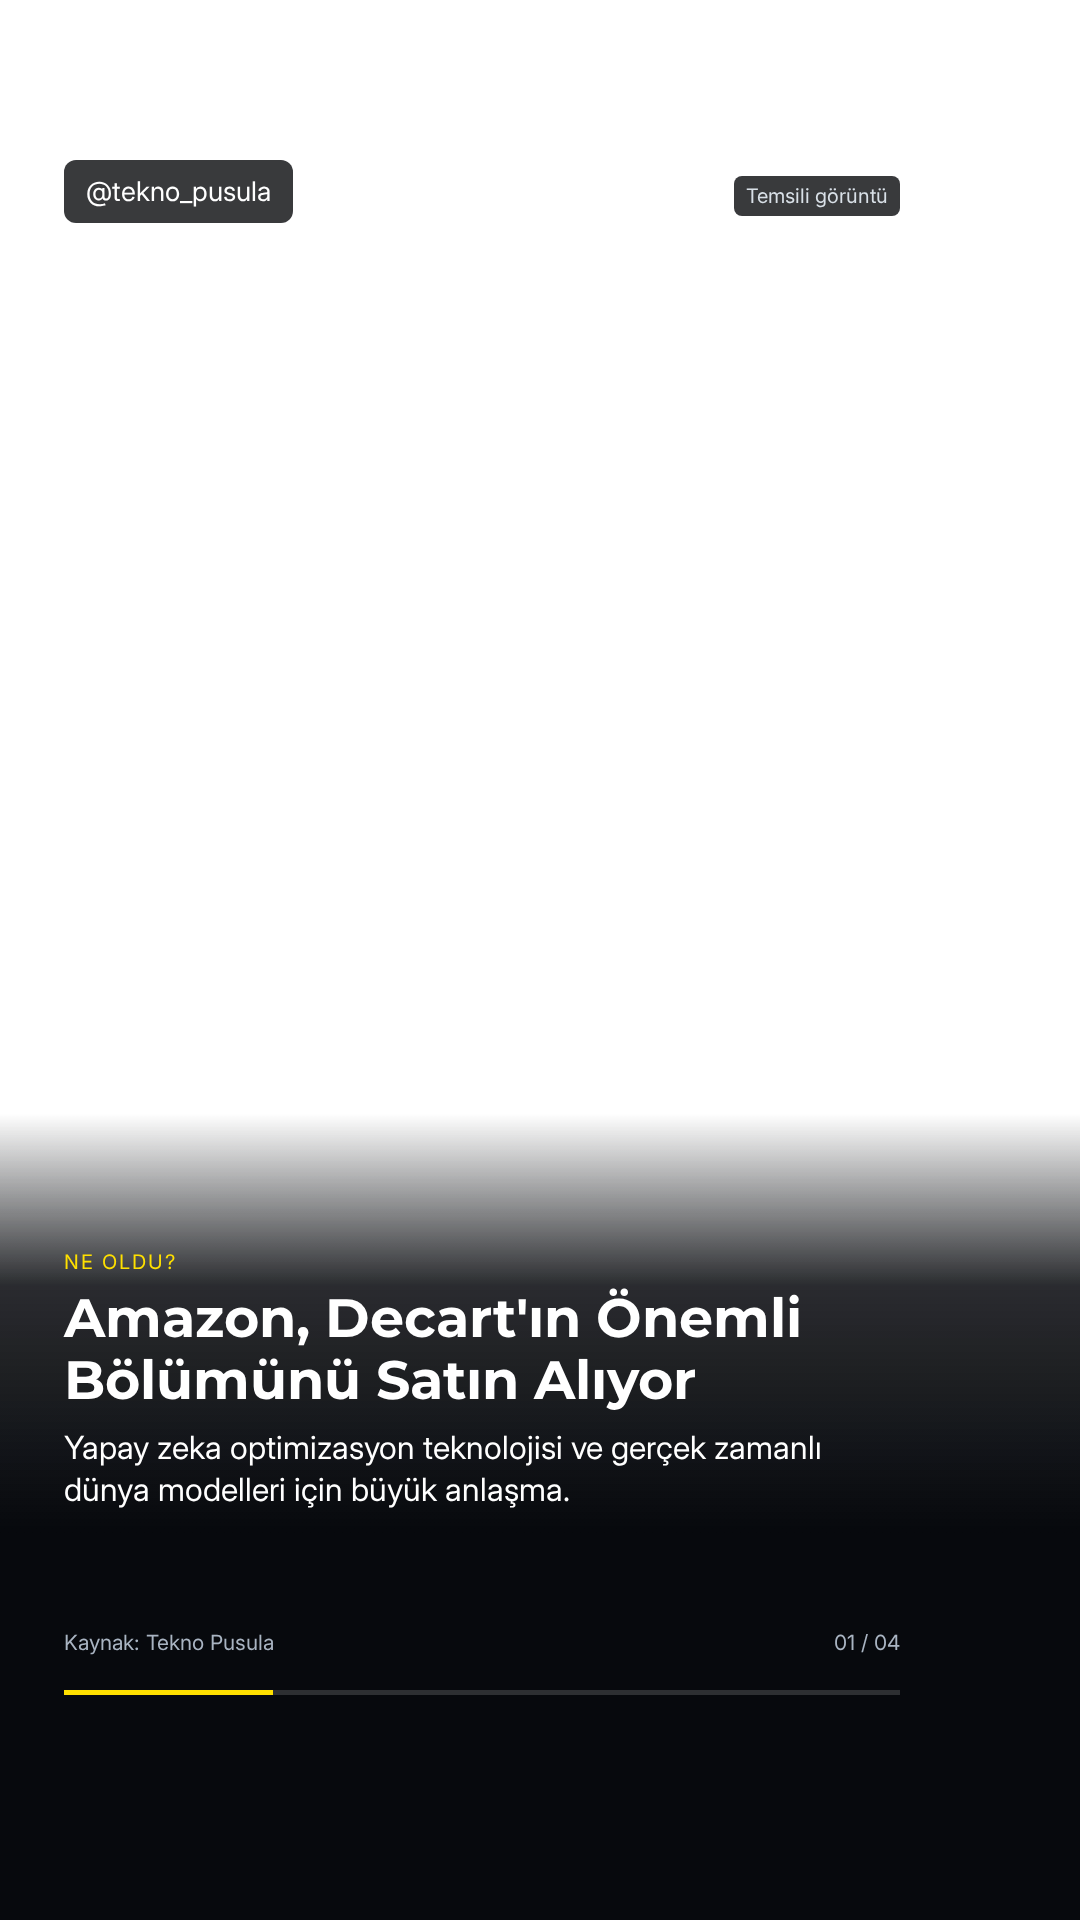 @tekno_pusula
Temsili görüntü
NE OLDU?
Amazon, Decart'ın Önemli
Bölümünü Satın Alıyor
Yapay zeka optimizasyon teknolojisi ve gerçek zamanlı
dünya modelleri için büyük anlaşma.
Kaynak: Tekno Pusula
01 / 04